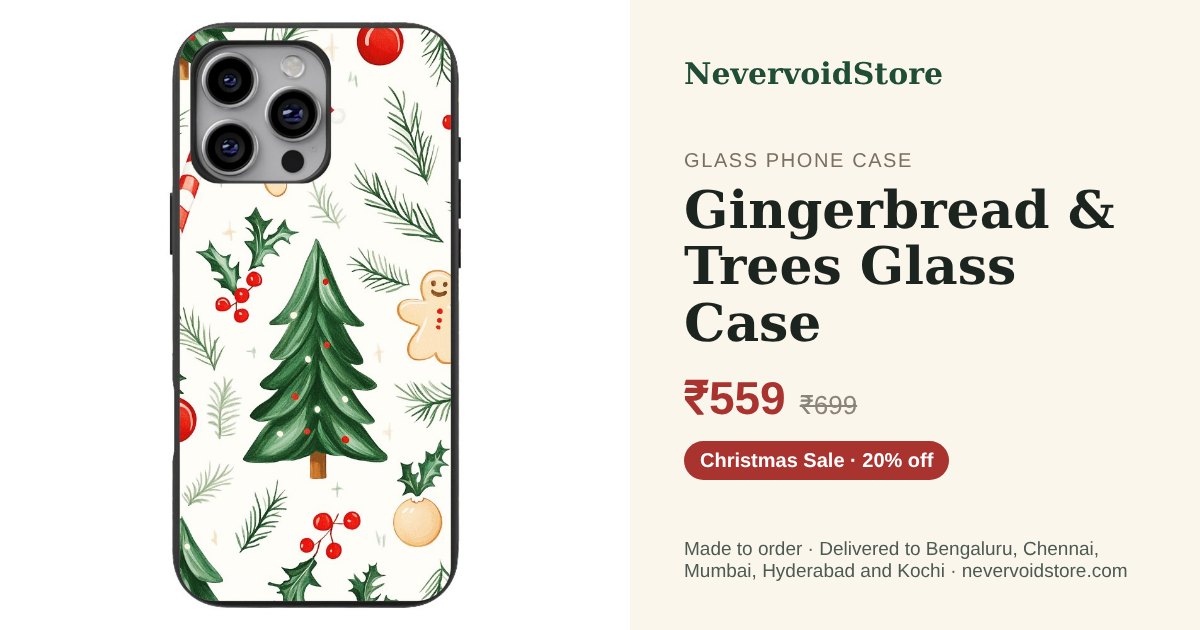 NevervoidStore
GLASS PHONE CASE
Gingerbread &
Trees Glass
Case
₹559 ₹699
Christmas Sale · 20% off
Made to order · Delivered to Bengaluru, Chennai,
Mumbai, Hyderabad and Kochi · nevervoidstore.com